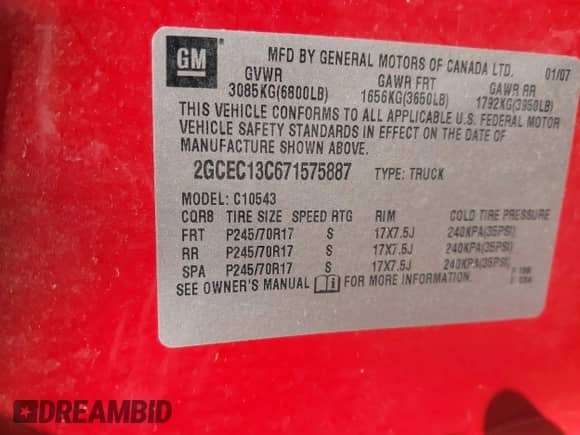 GM
MFD BY GENERAL MOTORS OF CANADA LTD. 01/07
GVWR GAWR FRT GAWR RR
3085KG(6800LB) 1656KG(3650LB) 1792KG(3950LB)
THIS VEHICLE CONFORMS TO ALL APPLICABLE U.S. FEDERAL MOTOR
VEHICLE SAFETY STANDARDS IN EFFECT ON THE DATE OF
MANUFACTURE SHOWN ABOVE.
2GCEC13C671575887 TYPE: TRUCK
MODEL: C10543
CQR8 TIRE SIZE SPEED RTG RIM COLD TIRE PRESSURE
FRT P245/70R17 S 17X7.5J 240KPA(35PSI)
RR P245/70R17 S 17X7.5J 240KPA(35PSI)
SPA P245/70R17 S 17X7.5J 240KPA(35PSI)
SEE OWNER'S MANUAL FOR MORE INFORMATION.
DREAMBID